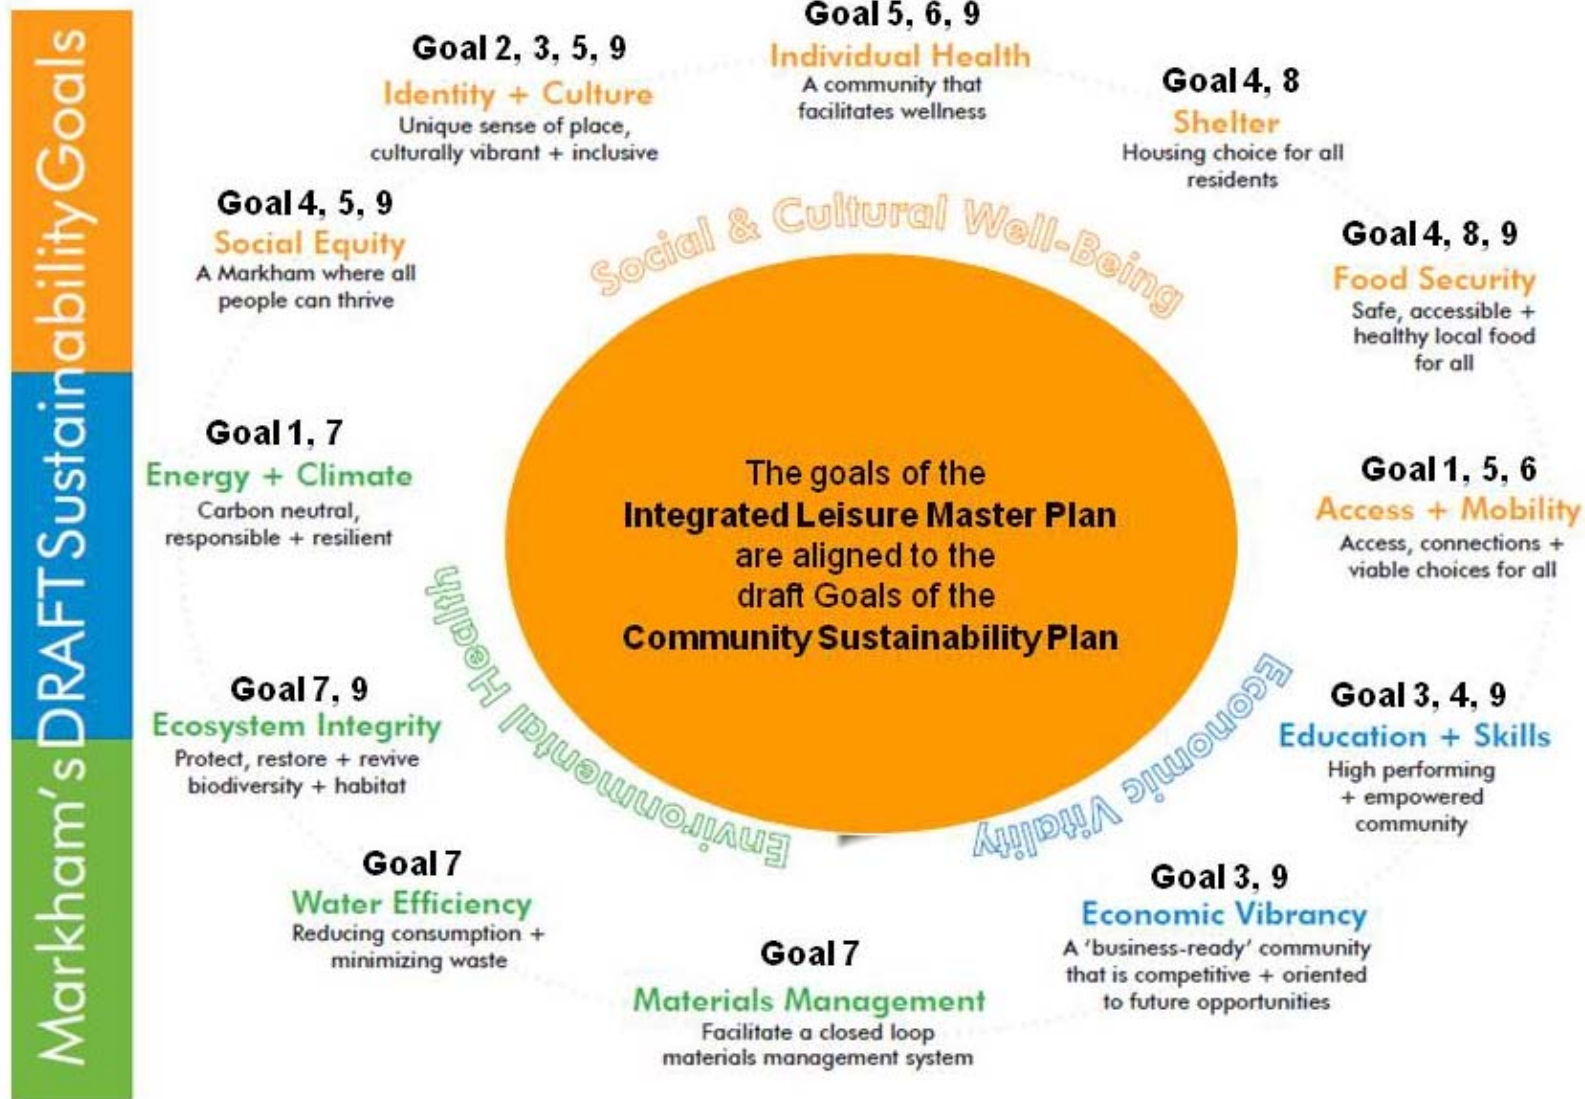 Markham's DRAFT Sustainability Goals
Goal 5, 6, 9
Individual Health
A community that
facilitates wellness
Goal 4, 8
Shelter
Housing choice for all
residents
Goal 4, 8, 9
Food Security
Safe, accessible +
healthy local food
for all
Goal 1, 5, 6
Access + Mobility
Access, connections +
viable choices for all
Goal 3, 4, 9
Education + Skills
High performing
+ empowered
community
Goal 3, 9
Economic Vibrancy
A 'business-ready' community
that is competitive + oriented
to future opportunities
Goal 7
Materials Management
Facilitate a closed loop
materials management system
Goal 7
Water Efficiency
Reducing consumption +
minimizing waste
Goal 7, 9
Ecosystem Integrity
Protect, restore + revive
biodiversity + habitat
Goal 1, 7
Energy + Climate
Carbon neutral,
responsible + resilient
Goal 4, 5, 9
Social Equity
A Markham where all
people can thrive
Goal 2, 3, 5, 9
Identity + Culture
Unique sense of place,
culturally vibrant + inclusive
Social & Cultural Well-Being
Economic Vitality
Environmental Health
The goals of the
Integrated Leisure Master Plan
are aligned to the
draft Goals of the
Community Sustainability Plan